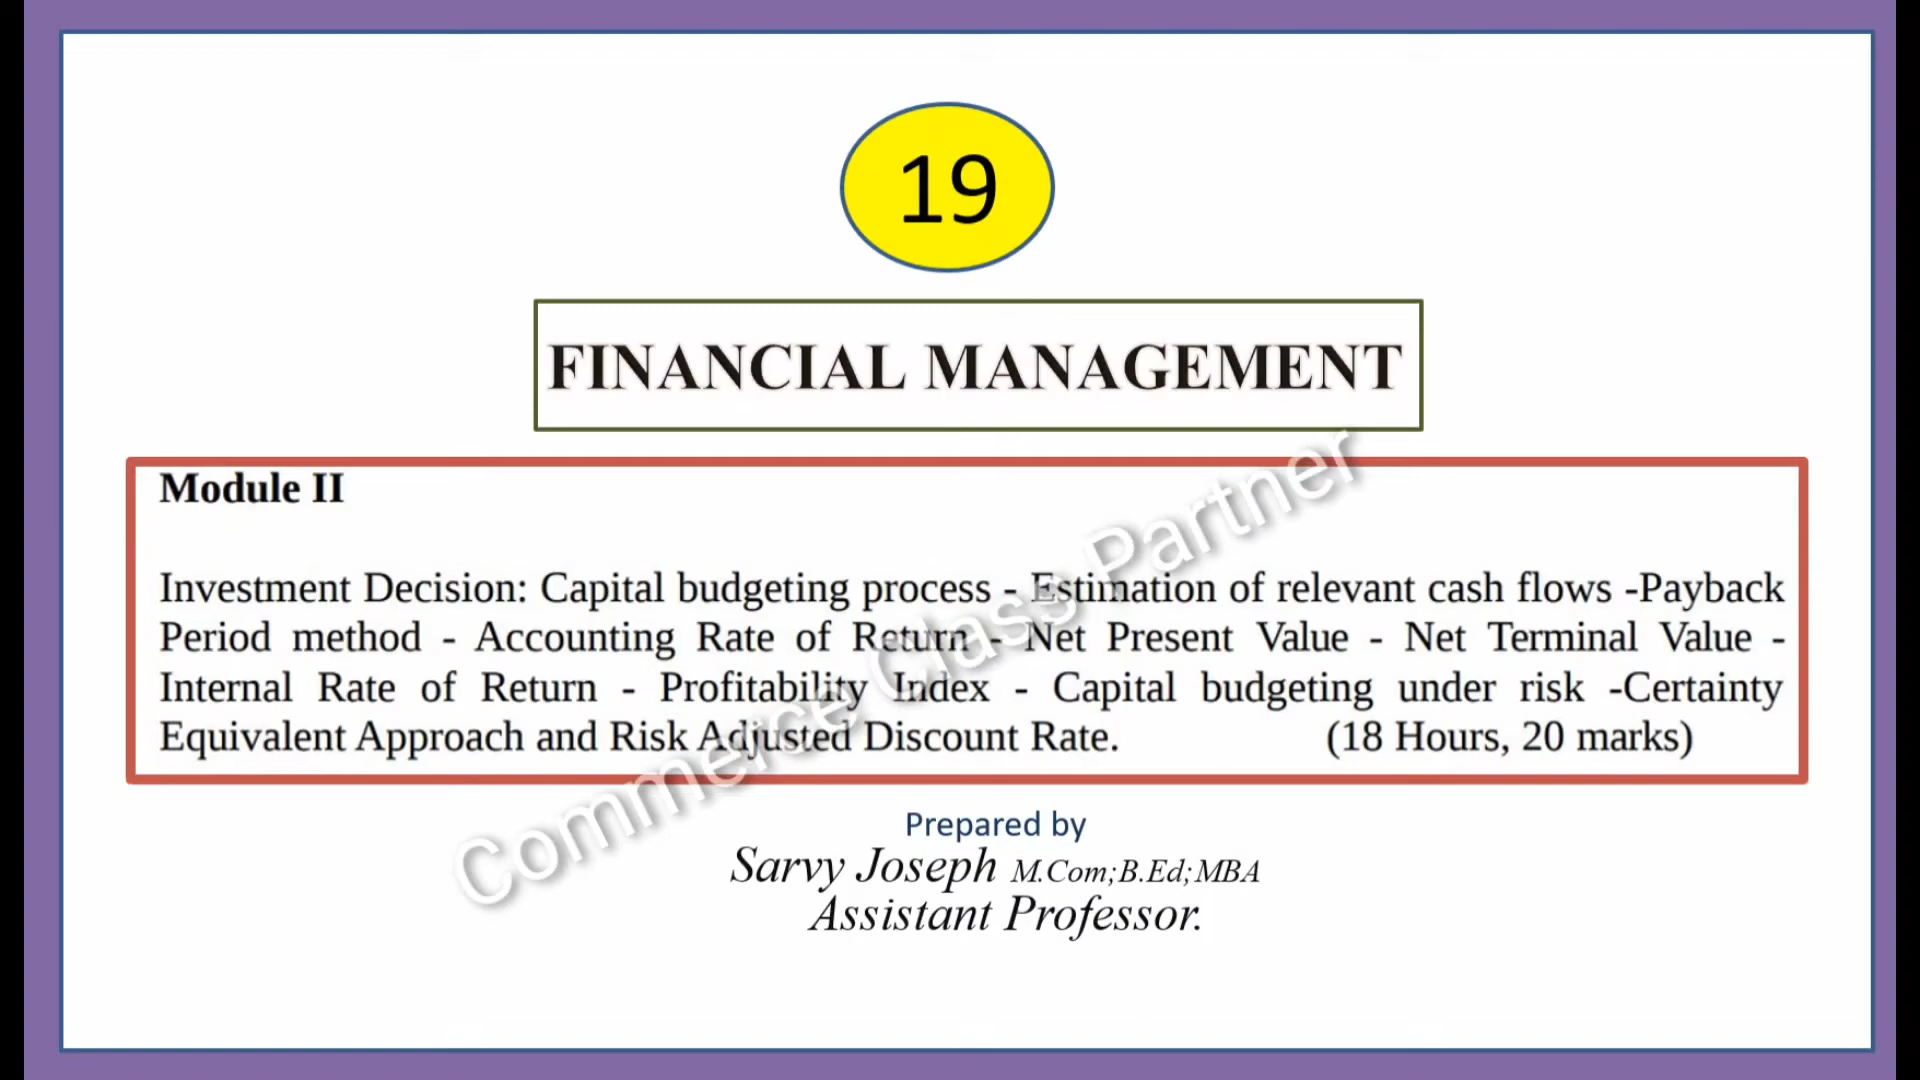 19
FINANCIAL MANAGEMENT
Module II
Investment Decision: Capital budgeting process - Estimation of relevant cash flows -Payback
Period method - Accounting Rate of Return - Net Present Value - Net Terminal Value -
Internal Rate of Return - Profitability Index - Capital budgeting under risk -Certainty
Equivalent Approach and Risk Adjusted Discount Rate. (18 Hours, 20 marks)
Commerce Class Partner
Prepared by
Sarvy Joseph M.Com;B.Ed;MBA
Assistant Professor.